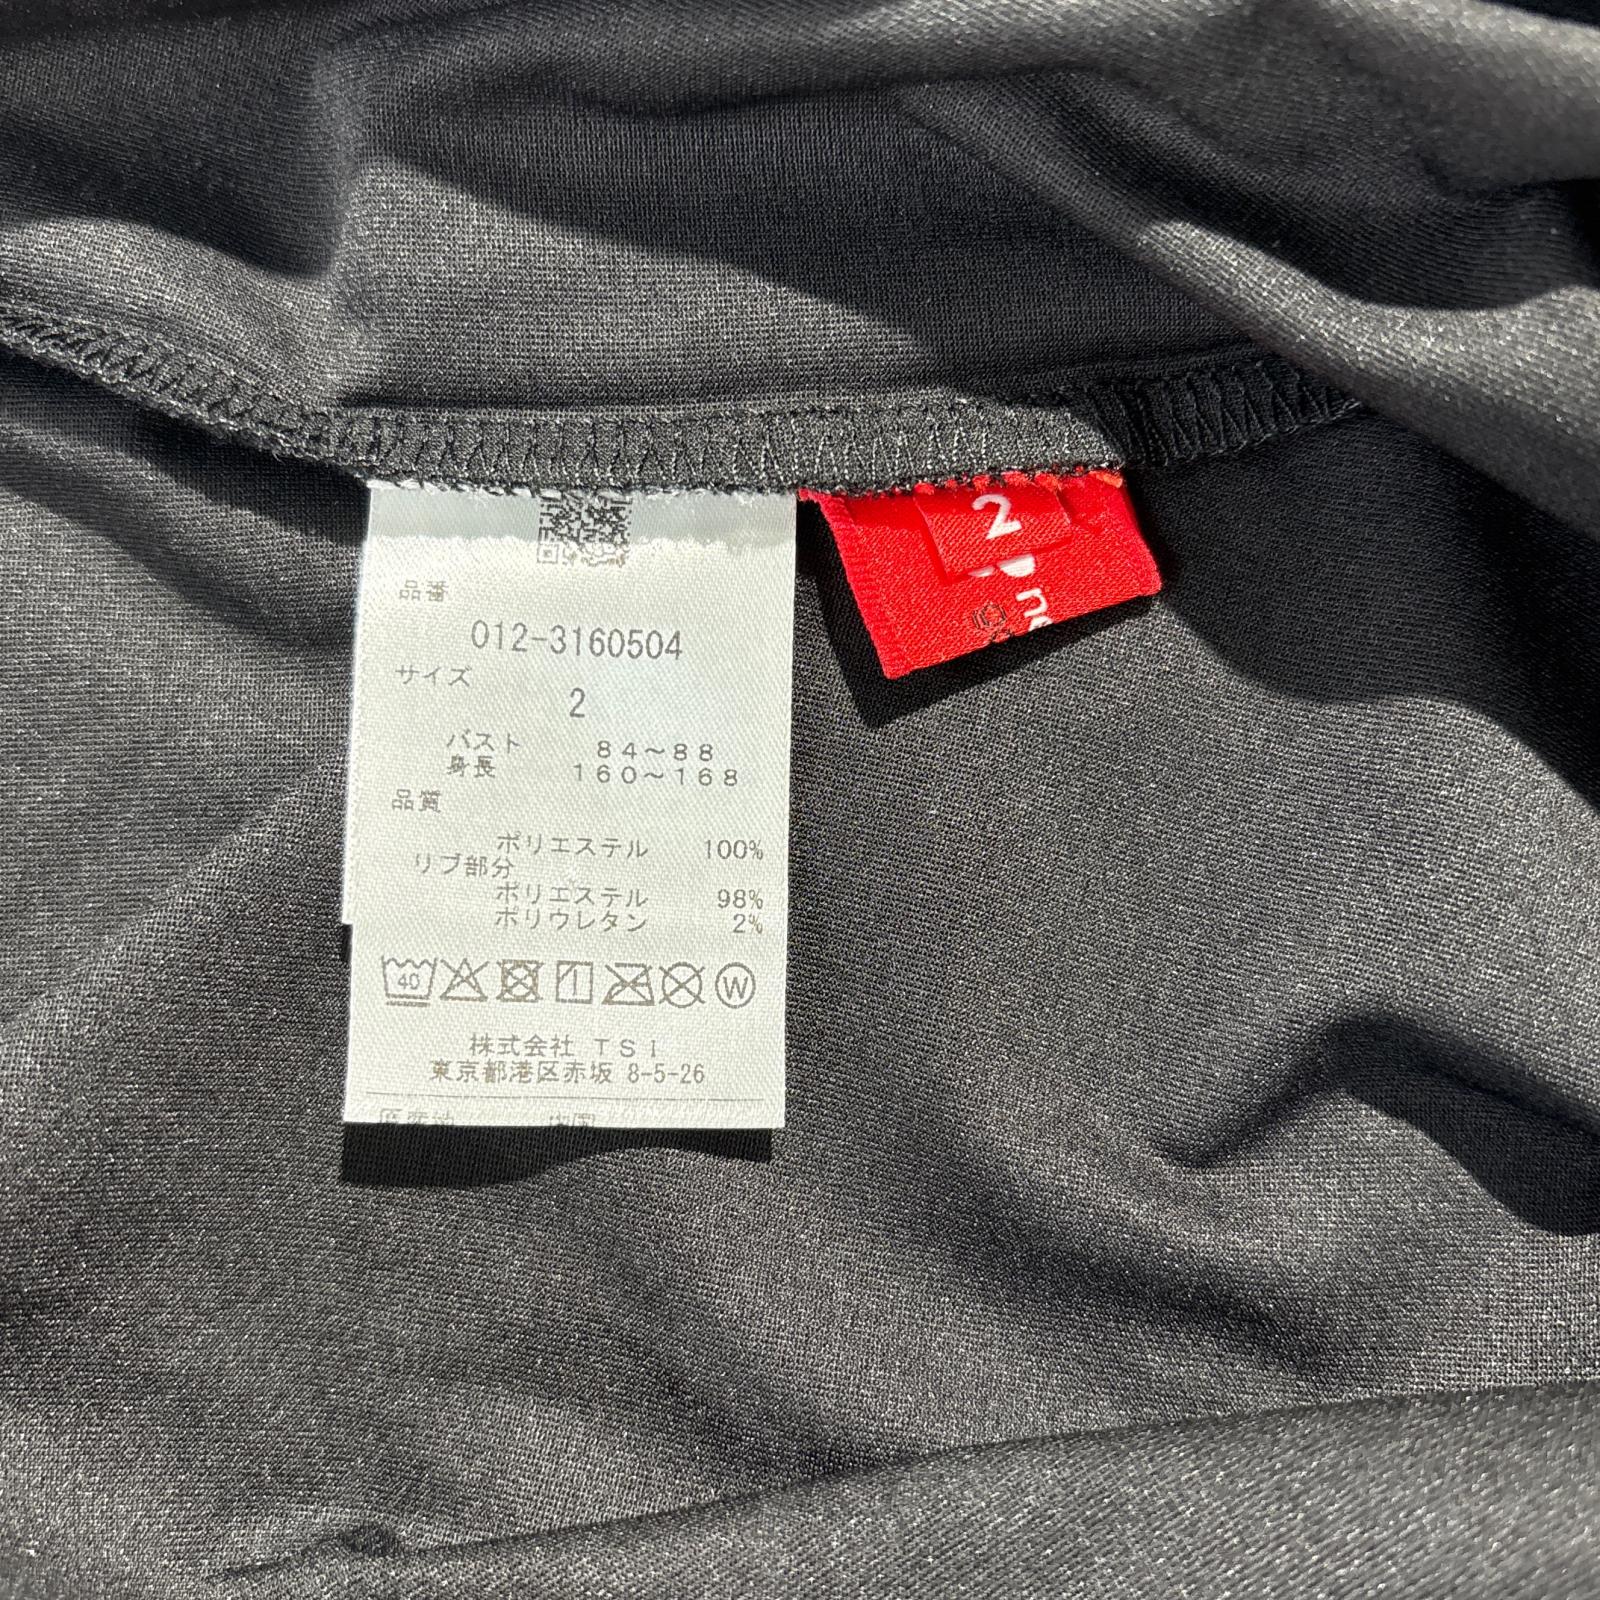 品番
012-3160504
サイズ
2
バスト 84~88
身長 160~168
品質
ポリエステル 100%
リブ部分
ポリエステル 98%
ポリウレタン 2%
40
W
株式会社 TSI
東京都港区赤坂 8-5-26
2